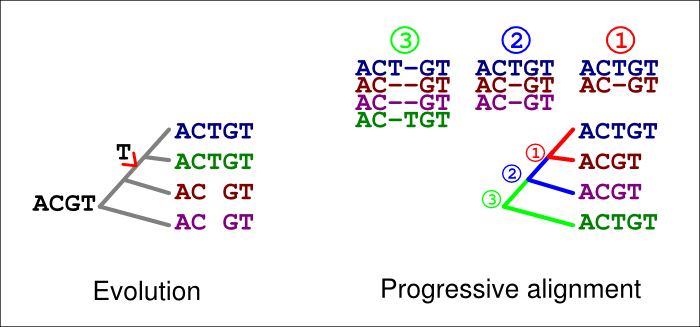 T
ACTGT
ACTGT
AC GT
AC GT
ACGT
Evolution
3
ACT-GT
AC--GT
AC--GT
AC-TGT
2
ACTGT
AC-GT
AC-GT
1
ACTGT
AC-GT
1
2
3
ACTGT
ACGT
ACGT
ACTGT
Progressive alignment